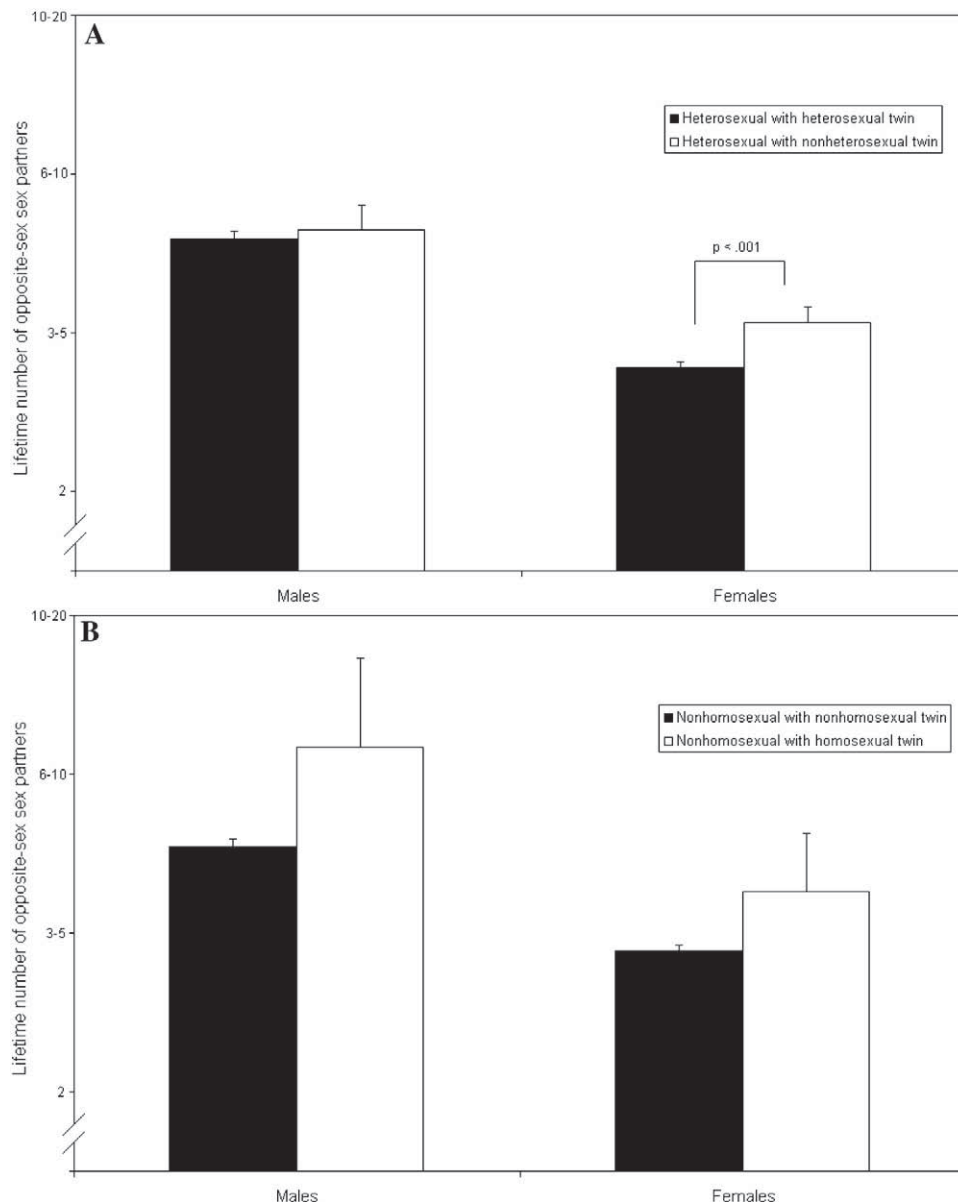 A
10-20
Heterosexual with heterosexual twin
Heterosexual with nonheterosexual twin
6-10
p < .001
3-5
2
Lifetime number of opposite-sex sex partners
Males
Females
B
10-20
Nonhomosexual with nonhomosexual twin
Nonhomosexual with homosexual twin
6-10
3-5
2
Lifetime number of opposite-sex sex partners
Males
Females